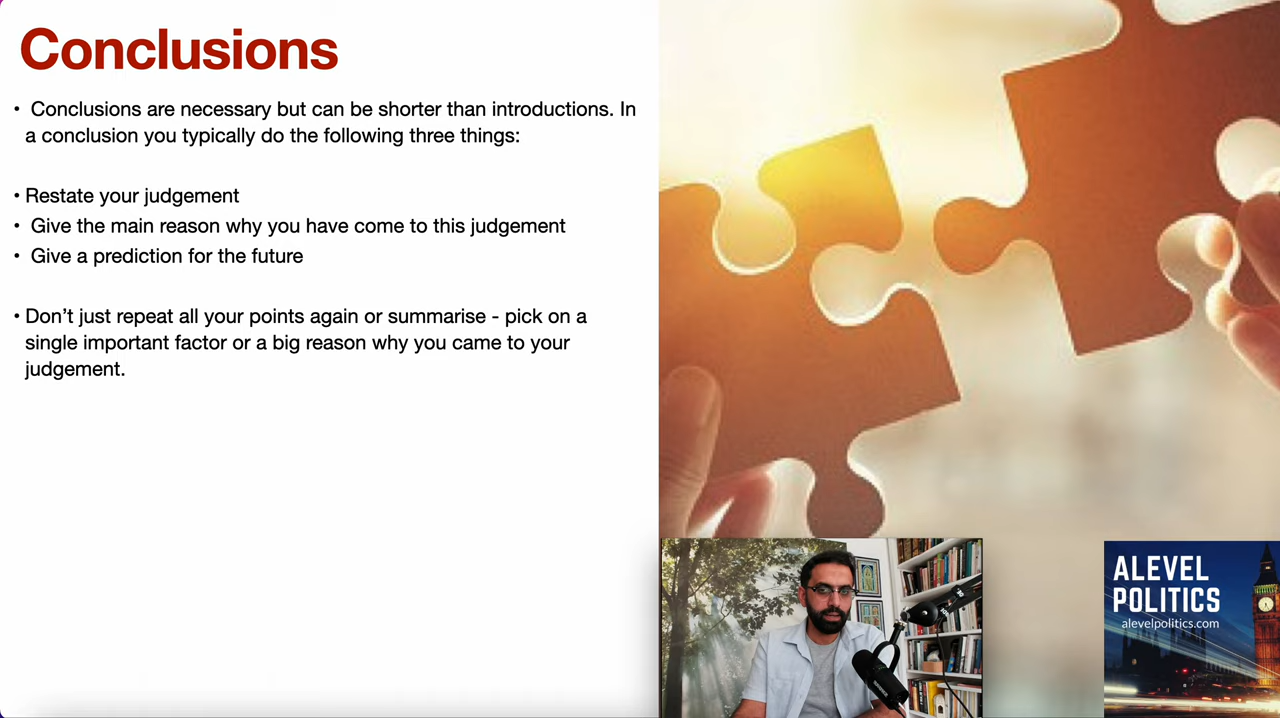 Conclusions
• Conclusions are necessary but can be shorter than introductions. In
a conclusion you typically do the following three things:
• Restate your judgement
• Give the main reason why you have come to this judgement
• Give a prediction for the future
• Don’t just repeat all your points again or summarise - pick on a
single important factor or a big reason why you came to your
judgement.
ALEVEL
POLITICS
alevelpolitics.com